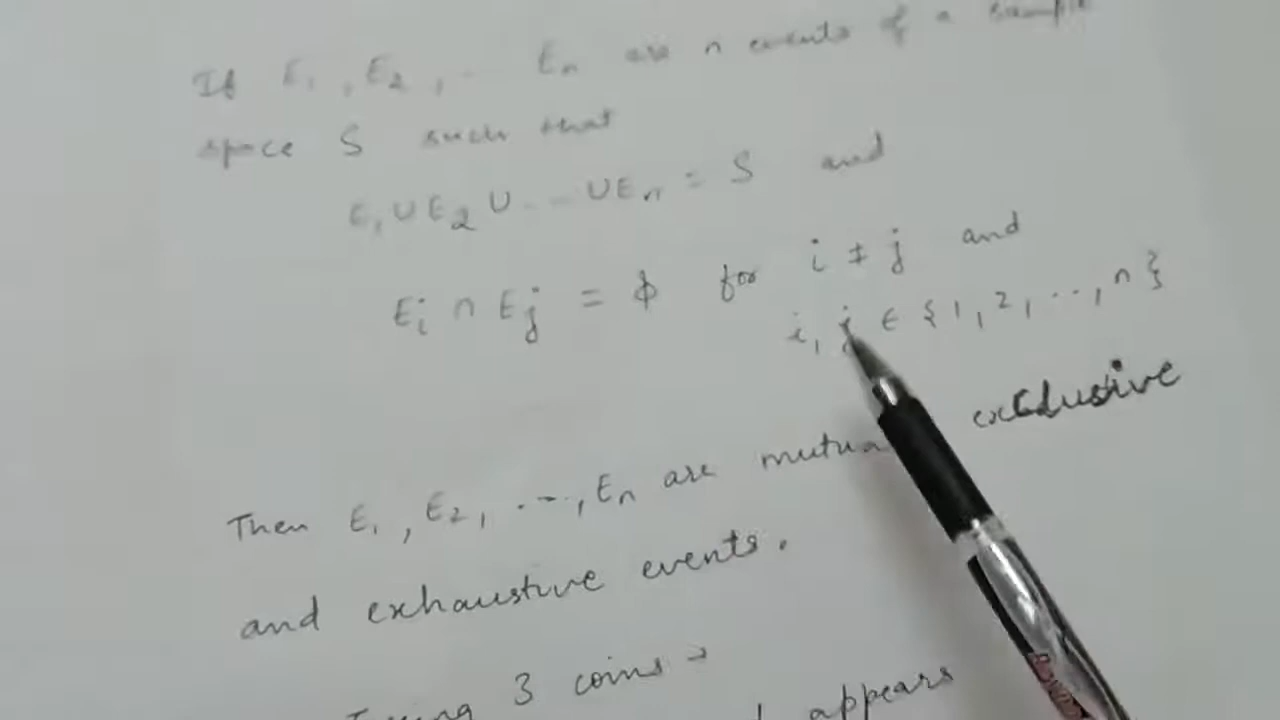 If E1, E2, .. En are n events of a sample
space S such that
E1 ∪ E2 ∪ .. ∪ En = S and
Ei ∩ Ej = ϕ for i ≠ j and
i, j ∈ {1, 2, .., n}
Then E1, E2, .., En are exclusive
and exhaustive events.
3 coins →
appears